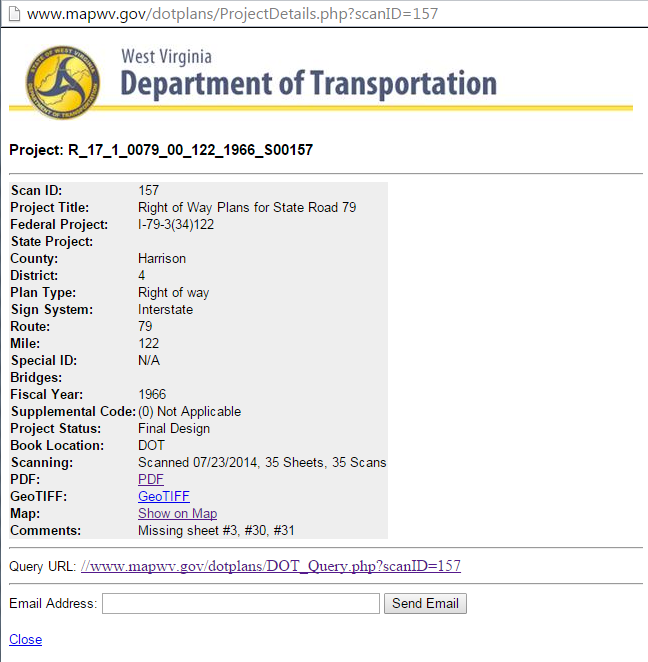 www.mapwv.gov/dotplans/ProjectDetails.php?scanID=157
West Virginia
Department of Transportation
Project: R_17_1_0079_00_122_1966_S00157
Scan ID: 157
Project Title: Right of Way Plans for State Road 79
Federal Project: I-79-3(34)122
State Project:
County: Harrison
District: 4
Plan Type: Right of way
Sign System: Interstate
Route: 79
Mile: 122
Special ID: N/A
Bridges:
Fiscal Year: 1966
Supplemental Code: (0) Not Applicable
Project Status: Final Design
Book Location: DOT
Scanning: Scanned 07/23/2014, 35 Sheets, 35 Scans
PDF: PDF
GeoTIFF: GeoTIFF
Map: Show on Map
Comments: Missing sheet #3, #30, #31
Query URL: //www.mapwv.gov/dotplans/DOT_Query.php?scanID=157
Email Address: Send Email
Close